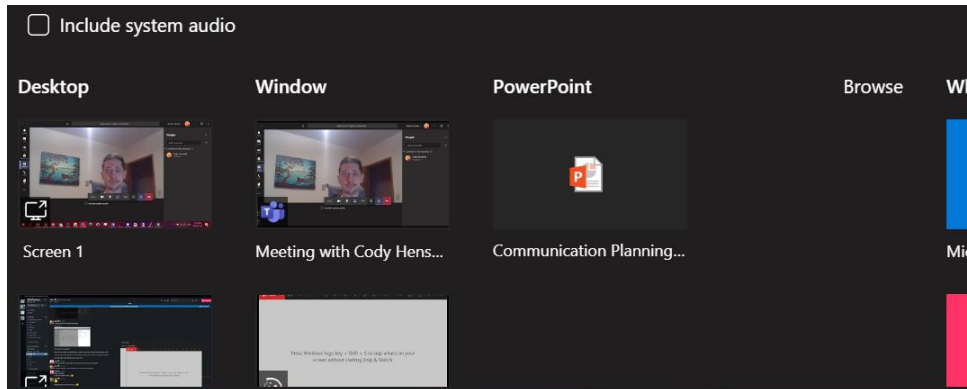 Include system audio
Desktop
Window
PowerPoint
Browse
Screen 1
Meeting with Cody Hens...
Communication Planning...
Press Windows logo key + Shift + S to snip what's on your
screen without starting Snip & Sketch.